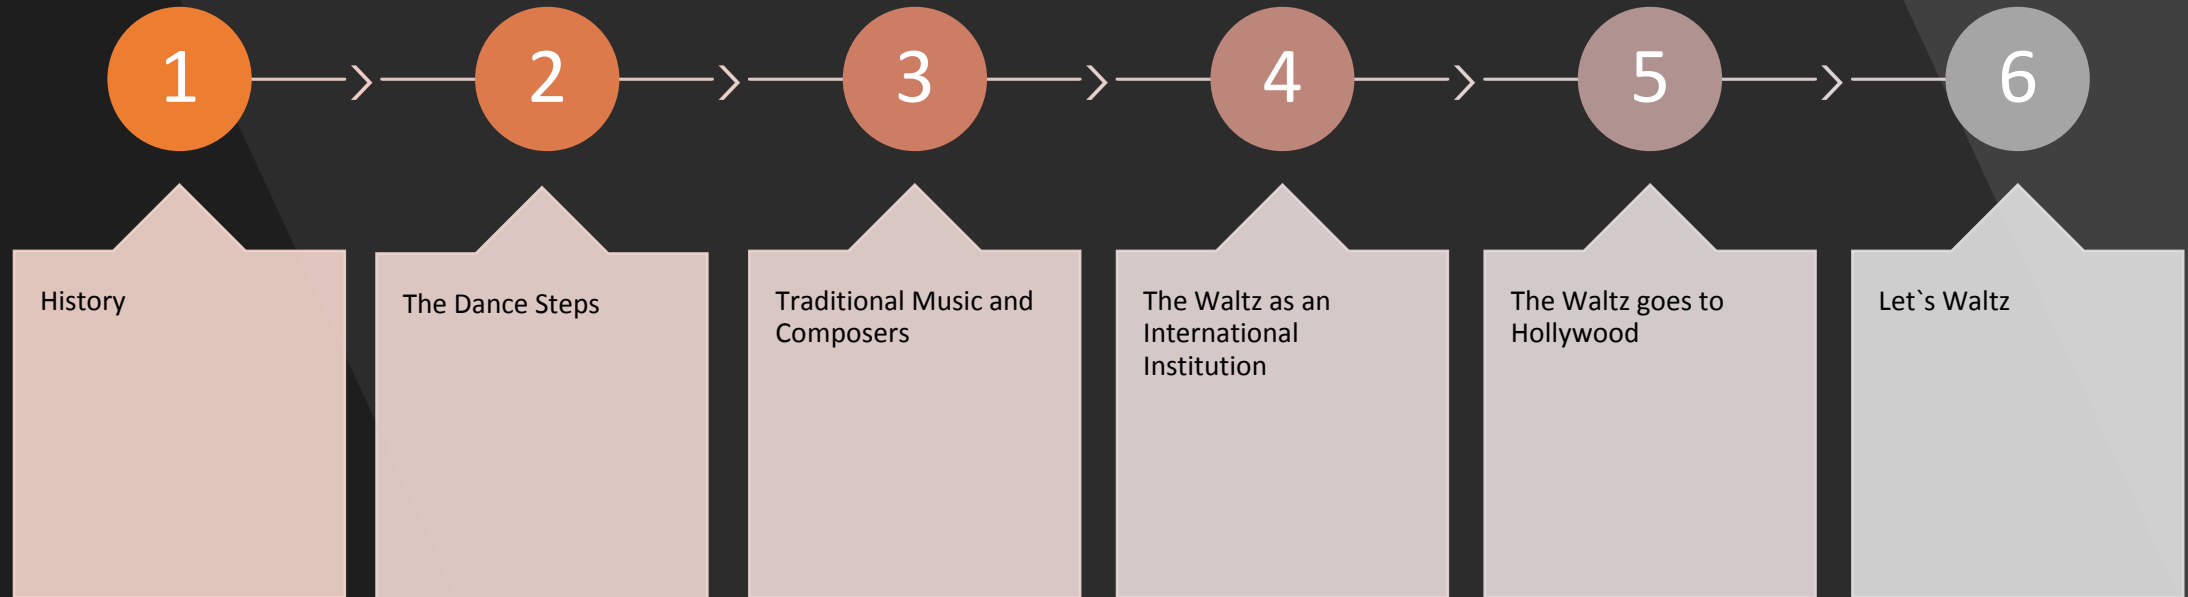 1
2
3
4
5
6
History
The Dance Steps
Traditional Music and
Composers
The Waltz as an
International
Institution
The Waltz goes to
Hollywood
Let`s Waltz